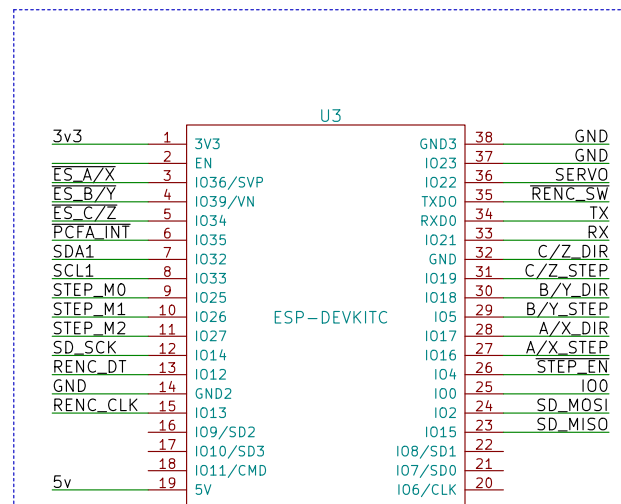 U3
3v3 1 3V3 GND3 38 GND
2 EN IO23 37 GND
ES_A/X 3 IO36/SVP IO22 36 SERVO
ES_B/Y 4 IO39/VN TXD0 35 RENC_SW
ES_C/Z 5 IO34 RXD0 34 TX
PCFA_INT 6 IO35 IO21 33 RX
SDA1 7 IO32 GND 32 C/Z_DIR
SCL1 8 IO33 IO19 31 C/Z_STEP
STEP_M0 9 IO25 IO18 30 B/Y_DIR
STEP_M1 10 IO26 ESP-DEVKITC IO5 29 B/Y_STEP
STEP_M2 11 IO27 IO17 28 A/X_DIR
SD_SCK 12 IO14 IO16 27 A/X_STEP
RENC_DT 13 IO12 IO4 26 STEP_EN
GND 14 GND2 IO0 25 IO0
RENC_CLK 15 IO13 IO2 24 SD_MOSI
16 IO9/SD2 IO15 23 SD_MISO
17 IO10/SD3 IO8/SD1 22
18 IO11/CMD IO7/SD0 21
5v 19 5V IO6/CLK 20